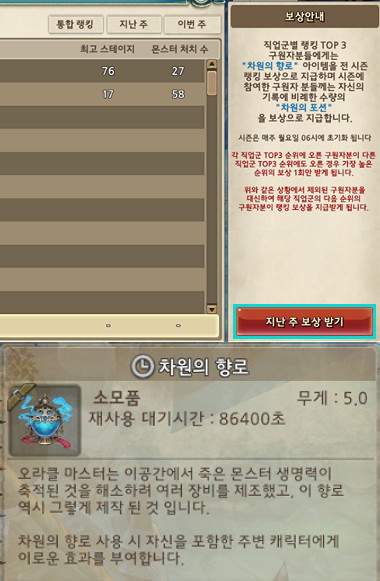 통합 랭킹 지난 주 이번 주
최고 스테이지 몬스터 처치 수
76 27
17 58
0 0
보상안내
직업군별 랭킹 TOP 3
구원자분들에게는
"차원의 향로" 아이템을 전 시즌
랭킹 보상으로 지급하며 시즌에
참여한 구원자 분들께는 자신의
기록에 비례한 수량의
"차원의 포션"
을 보상으로 지급합니다.
시즌은 매주 월요일 06시에 초기화 됩니다
각 직업군 TOP3 순위에 오른 구원자분이 다른
직업군 TOP3 순위에도 오른 경우 가장 높은
순위의 보상 1회만 받게 됩니다.
위와 같은 상황에서 제외된 구원자분을
대신하여 해당 직업군의 다음 순위의
구원자분이 랭킹 보상을 지급받게 됩니다.
지난 주 보상 받기
차원의 향로
소모품 무게 : 5.0
재사용 대기시간 : 86400초
오라클 마스터는 이공간에서 죽은 몬스터 생명력이
축적된 것을 해소하려 여러 장비를 제조했고, 이 향로
역시 그렇게 제작 된 것 입니다.
차원의 향로 사용 시 자신을 포함한 주변 캐릭터에게
이로운 효과를 부여합니다.